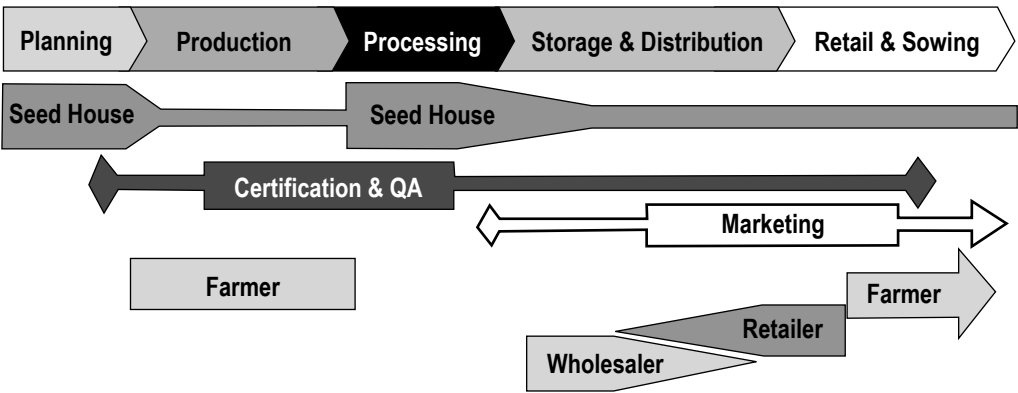 Planning
Production
Processing
Storage & Distribution
Retail & Sowing
Seed House
Seed House
Certification & QA
Marketing
Farmer
Farmer
Retailer
Wholesaler